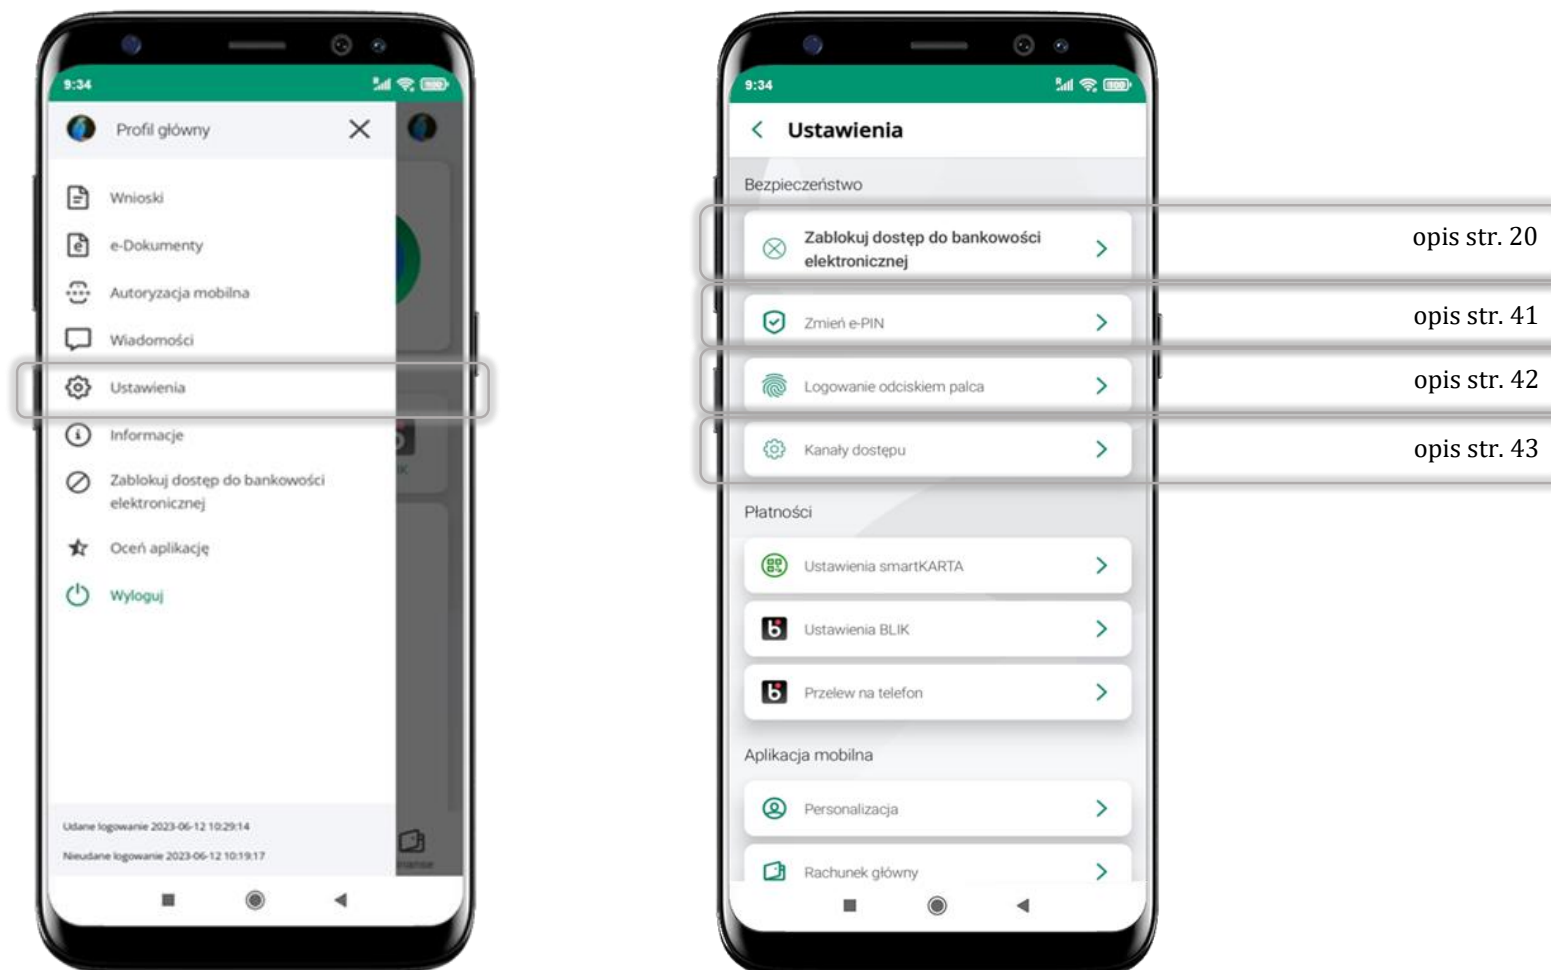 9:34
Profil główny
Wnioski
e-Dokumenty
Autoryzacja mobilna
Wiadomości
Ustawienia
Informacje
Zablokuj dostęp do bankowości
elektronicznej
Oceń aplikację
Wyloguj
Udane logowanie 2023-06-12 10:29:14
Nieudane logowanie 2023-06-12 10:19:17
9:34
Ustawienia
Bezpieczeństwo
Zablokuj dostęp do bankowości
elektronicznej
opis str. 20
Zmień e-PIN
opis str. 41
Logowanie odciskiem palca
opis str. 42
Kanały dostępu
opis str. 43
Płatności
Ustawienia smartKARTA
Ustawienia BLIK
Przelew na telefon
Aplikacja mobilna
Personalizacja
Rachunek główny